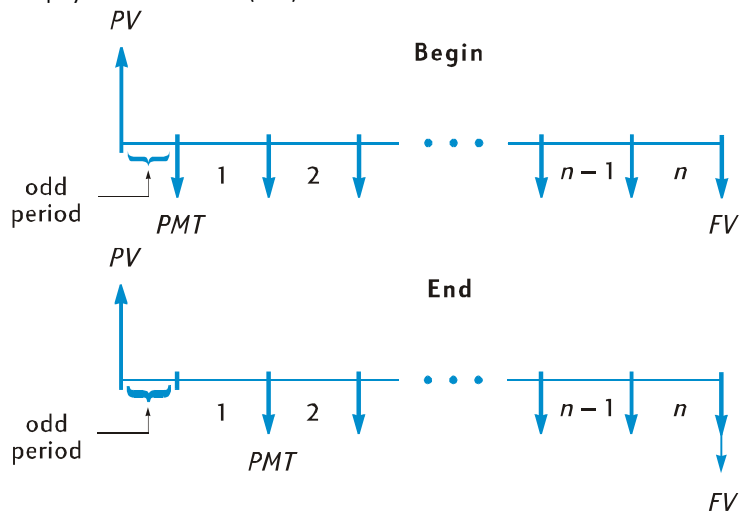 PV
Begin
1
2
n – 1
n
odd
period
PMT
FV
PV
End
1
2
n – 1
n
odd
period
PMT
FV